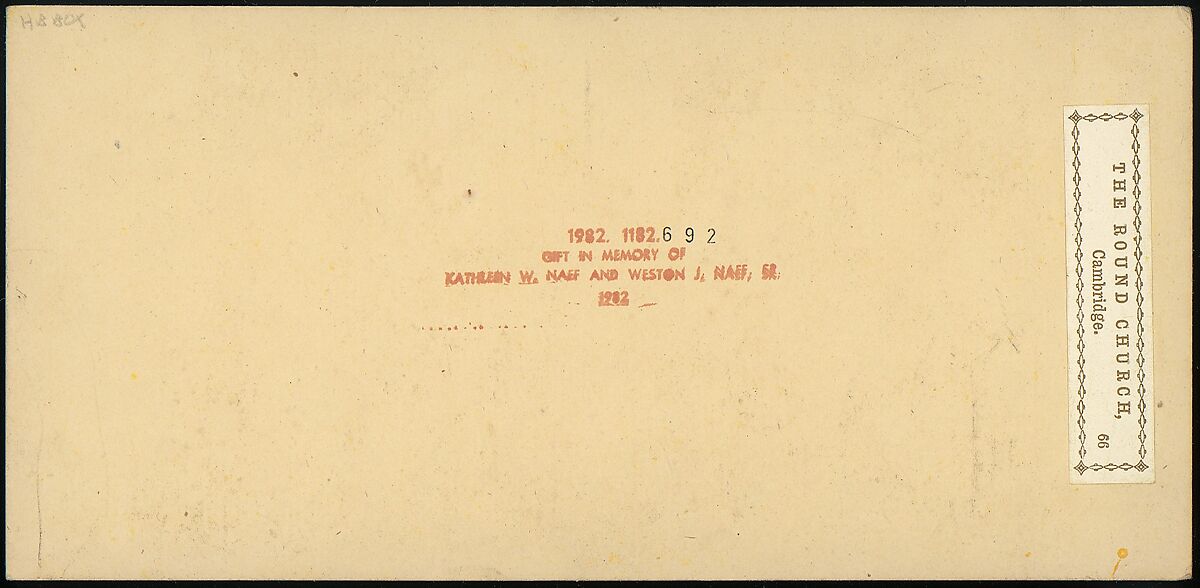 1982. 1182.692
GIFT IN MEMORY OF
KATHLEEN W. NAEF AND WESTON J. NAEF, SR.
1982
THE ROUND CHURCH,
Cambridge.
66